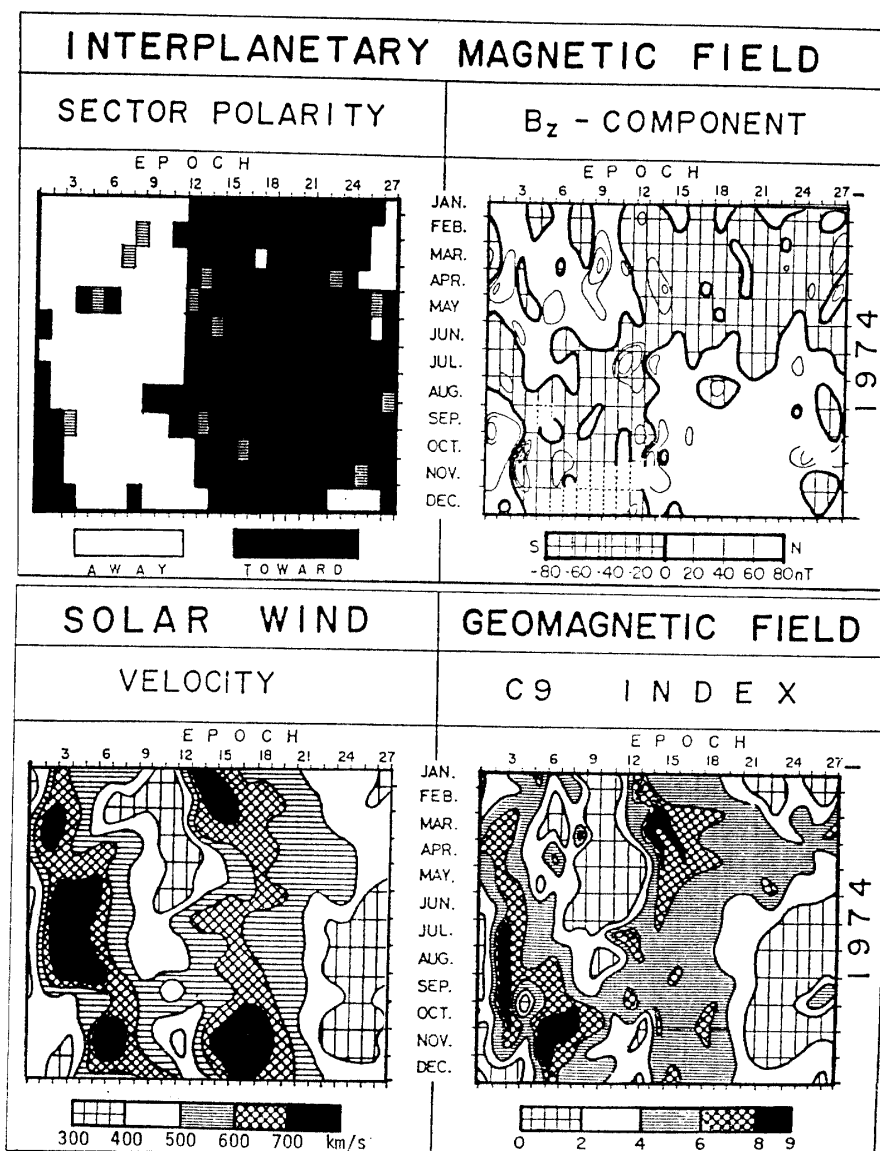 INTERPLANETARY MAGNETIC FIELD
SECTOR POLARITY
Bz - COMPONENT
EPOCH
3 6 9 12 15 18 21 24 27
EPOCH
3 6 9 12 15 18 21 24 27
JAN.
FEB.
MAR.
APR.
MAY
JUN.
JUL.
AUG.
SEP.
OCT.
NOV.
DEC.
1974
AWAY
TOWARD
S N
-80 -60 -40 -20 0 20 40 60 80nT
SOLAR WIND
GEOMAGNETIC FIELD
VELOCITY
C9 INDEX
EPOCH
3 6 9 12 15 18 21 24 27
EPOCH
3 6 9 12 15 18 21 24 27
JAN.
FEB.
MAR.
APR.
MAY.
JUN.
JUL.
AUG.
SEP.
OCT.
NOV.
DEC.
1974
300 400 500 600 700 km/s
0 2 4 6 8 9